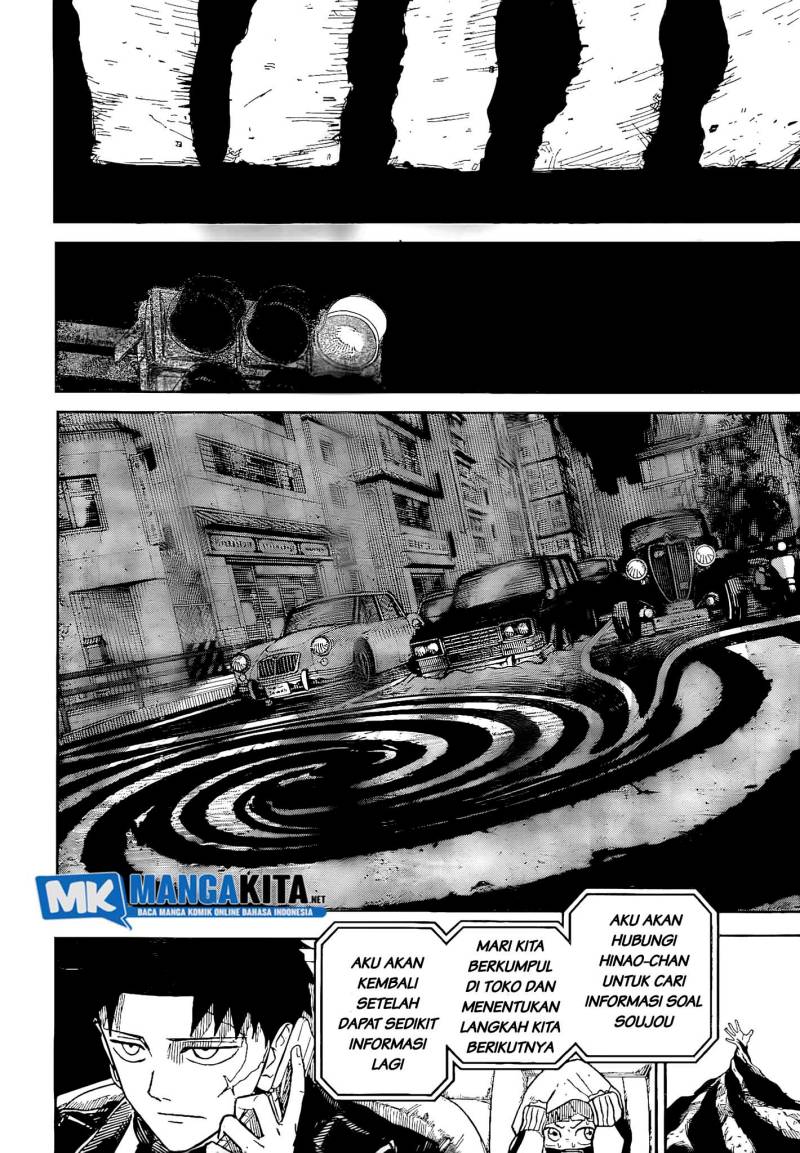 MK MANGAKITA.NET
BACA MANGA KOMIK ONLINE BAHASA INDONESIA
AKU AKAN
HUBUNGI
HINAO-CHAN
UNTUK CARI
INFORMASI SOAL
SOUJOU
MARI KITA
BERKUMPUL
DI TOKO DAN
MENENTUKAN
LANGKAH KITA
BERIKUTNYA
AKU AKAN
KEMBALI
SETELAH
DAPAT SEDIKIT
INFORMASI
LAGI